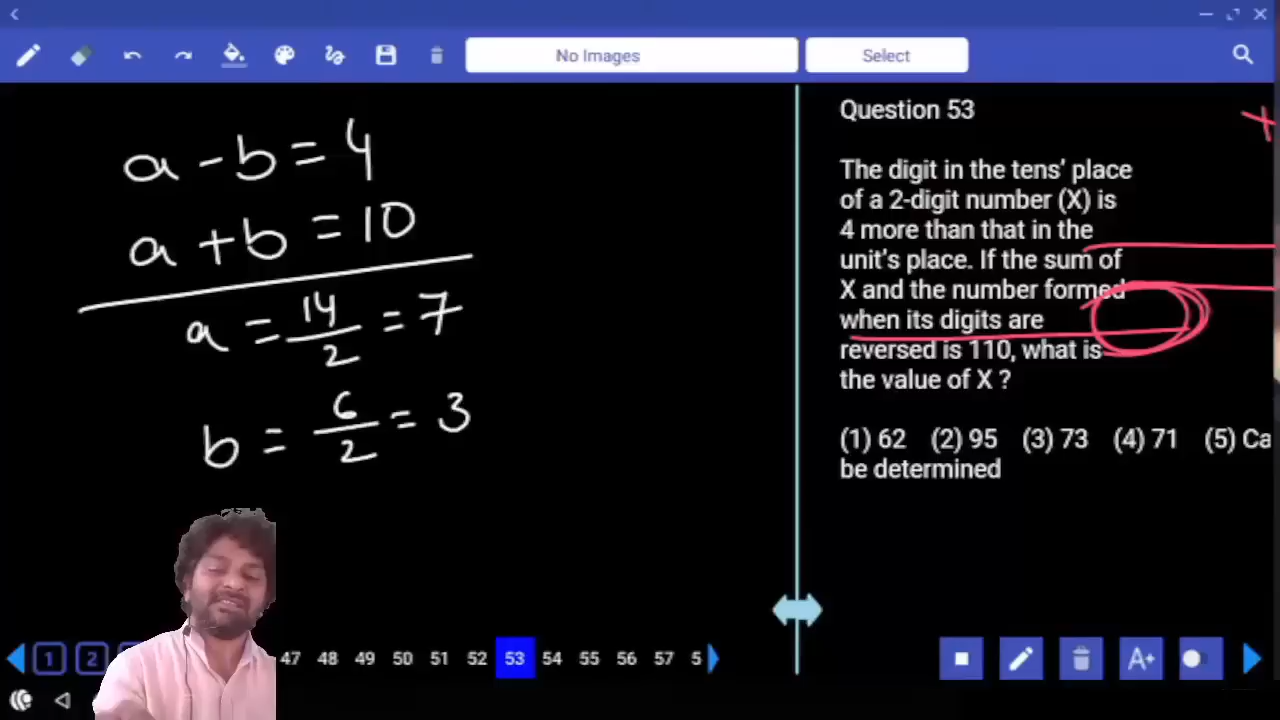 No Images
Select
a - b = 4
a + b = 10
a = 14/2 = 7
b = 6/2 = 3
Question 53
The digit in the tens' place
of a 2-digit number (X) is
4 more than that in the
unit's place. If the sum of
X and the number formed
when its digits are
reversed is 110, what is
the value of X ?
(1) 62 (2) 95 (3) 73 (4) 71 (5) Ca
be determined
1 2 47 48 49 50 51 52 53 54 55 56 57 5
A+